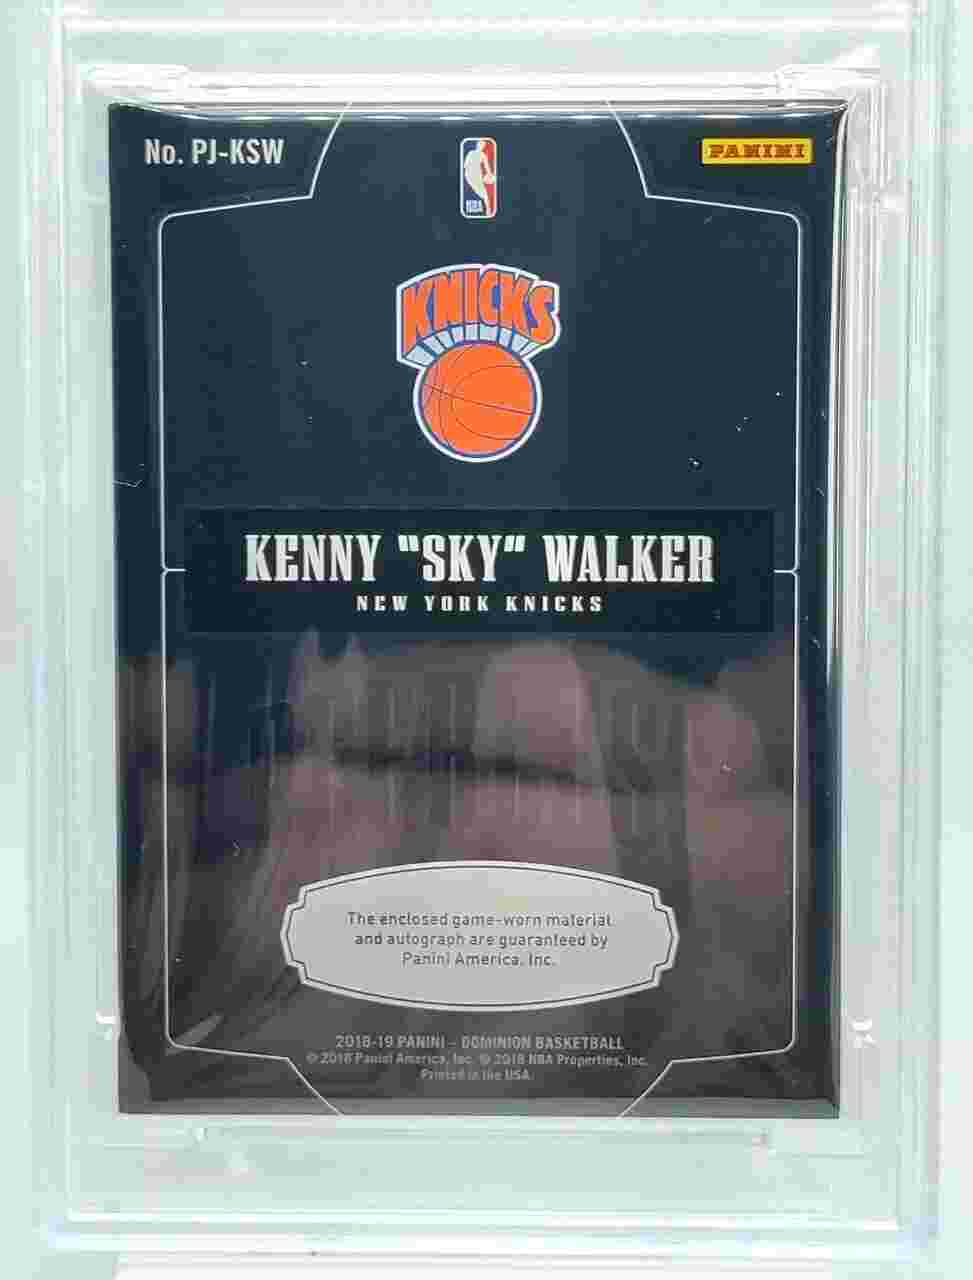 No. PJ-KSW
PANINI
NBA
KNICKS
KENNY "SKY" WALKER
NEW YORK KNICKS
The enclosed game-worn material
and autograph are guaranteed by
Panini America, Inc.
2018-19 PANINI - DOMINION BASKETBALL
© 2018 Panini America, Inc. © 2018 NBA Properties, Inc.
Printed in the USA.